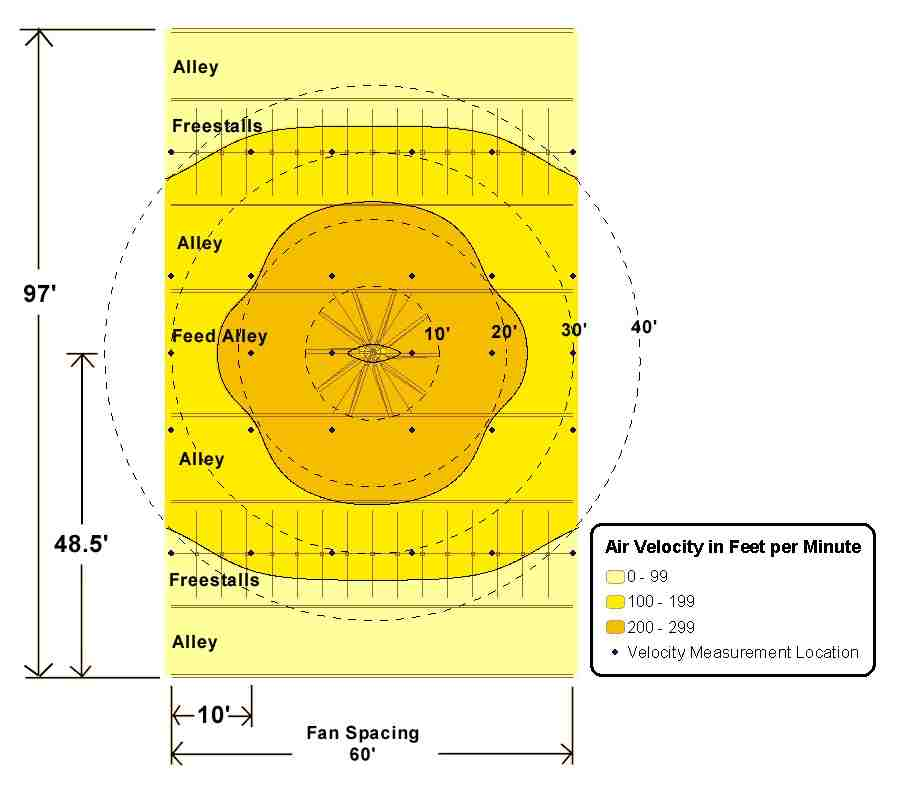 Alley
Freestalls
Alley
97'
Feed Alley
10'
20'
30'
40'
Alley
48.5'
Freestalls
Alley
10'
Fan Spacing
60'
Air Velocity in Feet per Minute
0 - 99
100 - 199
200 - 299
Velocity Measurement Location